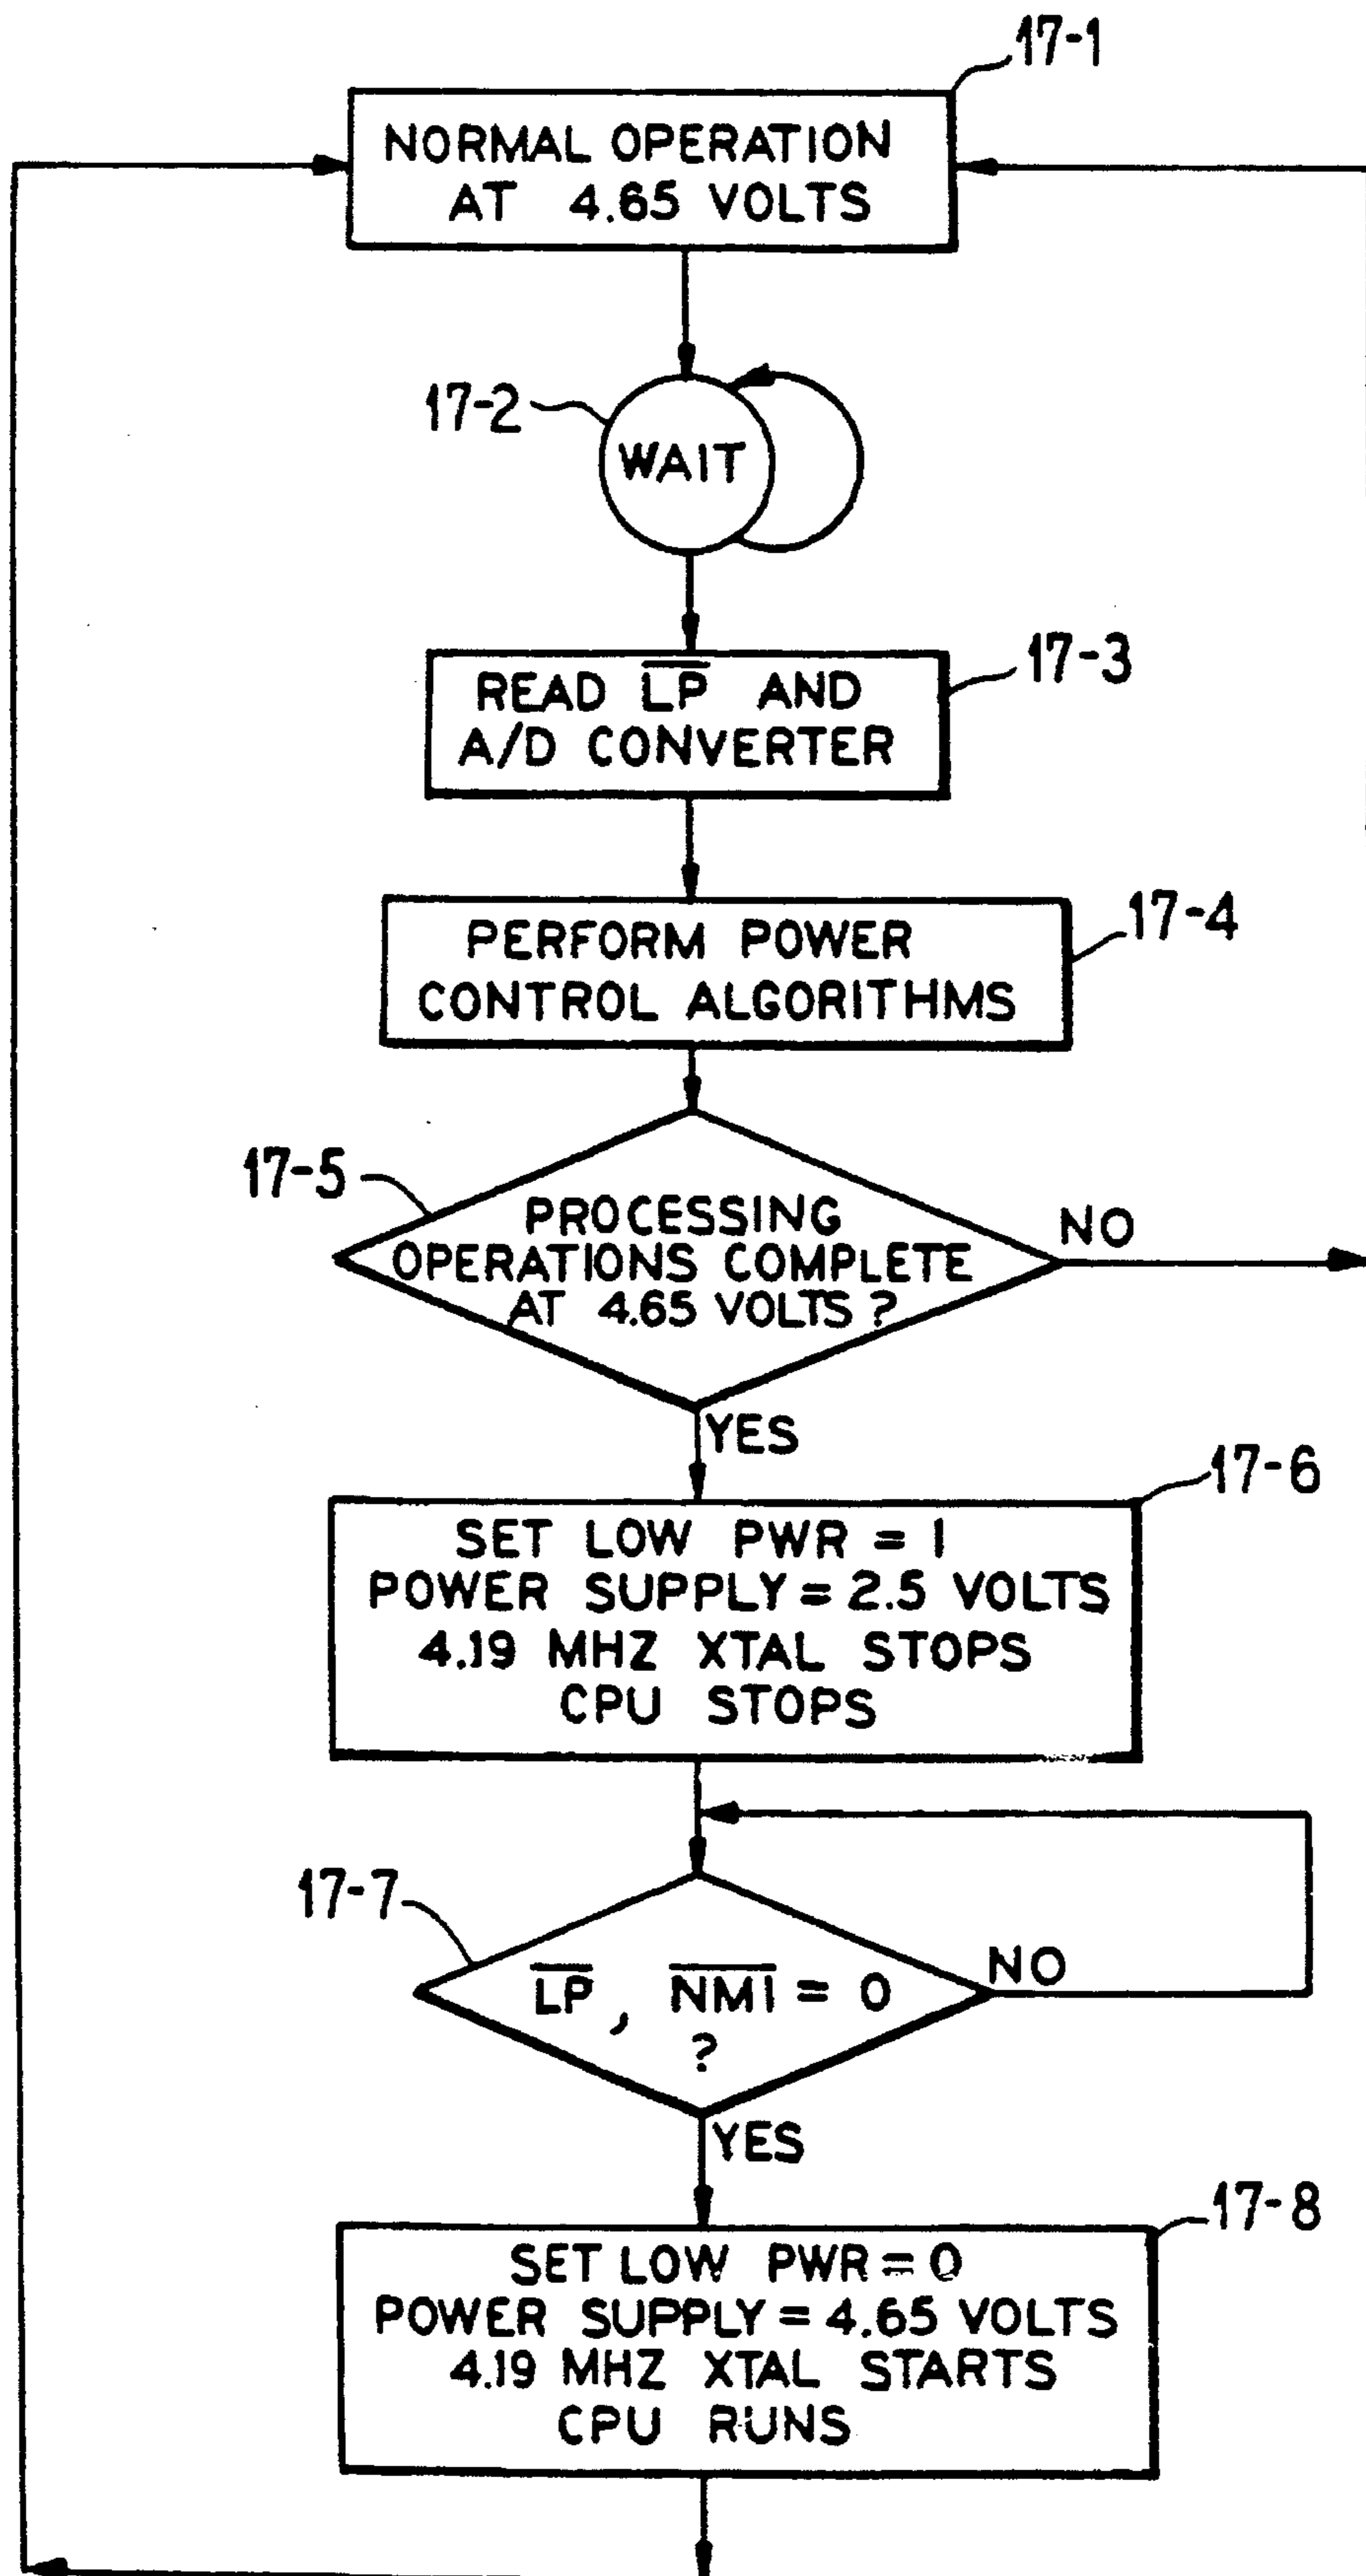 17-1
NORMAL OPERATION
AT 4.65 VOLTS
17-2
WAIT
17-3
READ L̅P̅ AND
A/D CONVERTER
17-4
PERFORM POWER
CONTROL ALGORITHMS
17-5
PROCESSING
OPERATIONS COMPLETE
AT 4.65 VOLTS ?
NO
YES
17-6
SET LOW PWR = 1
POWER SUPPLY = 2.5 VOLTS
4.19 MHZ XTAL STOPS
CPU STOPS
17-7
L̅P̅, N̅M̅I̅ = 0
?
NO
YES
17-8
SET LOW PWR = 0
POWER SUPPLY = 4.65 VOLTS
4.19 MHZ XTAL STARTS
CPU RUNS